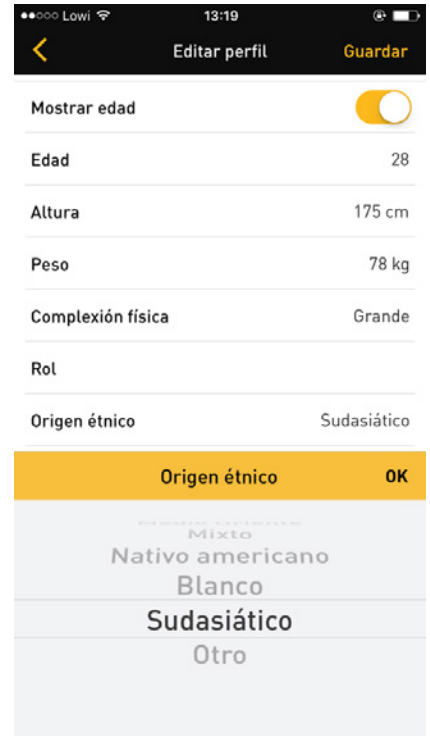 Lowi 13:19
Editar perfil Guardar
Mostrar edad
Edad 28
Altura 175 cm
Peso 78 kg
Complexión física Grande
Rol
Origen étnico Sudasiático
Origen étnico OK
Mixto
Nativo americano
Blanco
Sudasiático
Otro